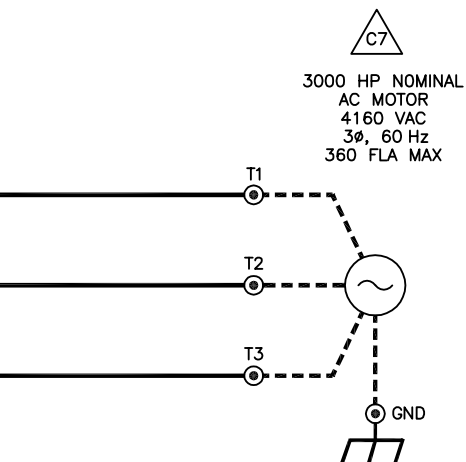 C7
3000 HP NOMINAL
AC MOTOR
4160 VAC
3ø, 60 Hz
360 FLA MAX
T1
T2
T3
GND